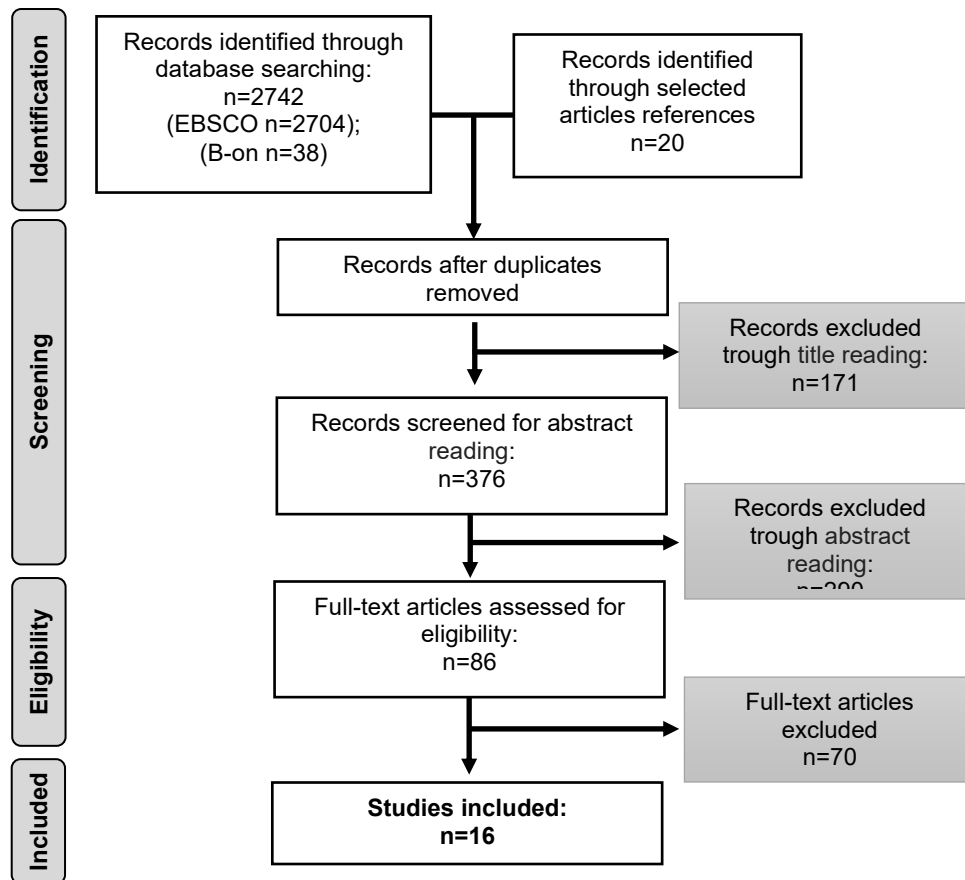 Identification
Records identified through
database searching:
n=2742
(EBSCO n=2704);
(B-on n=38)
Records identified
through selected
articles references
n=20
Screening
Records after duplicates
removed
Records excluded
trough title reading:
n=171
Records screened for abstract
reading:
n=376
Records excluded
trough abstract
reading:
Eligibility
Full-text articles assessed for
eligibility:
n=86
Full-text articles
excluded
n=70
Included
Studies included:
n=16